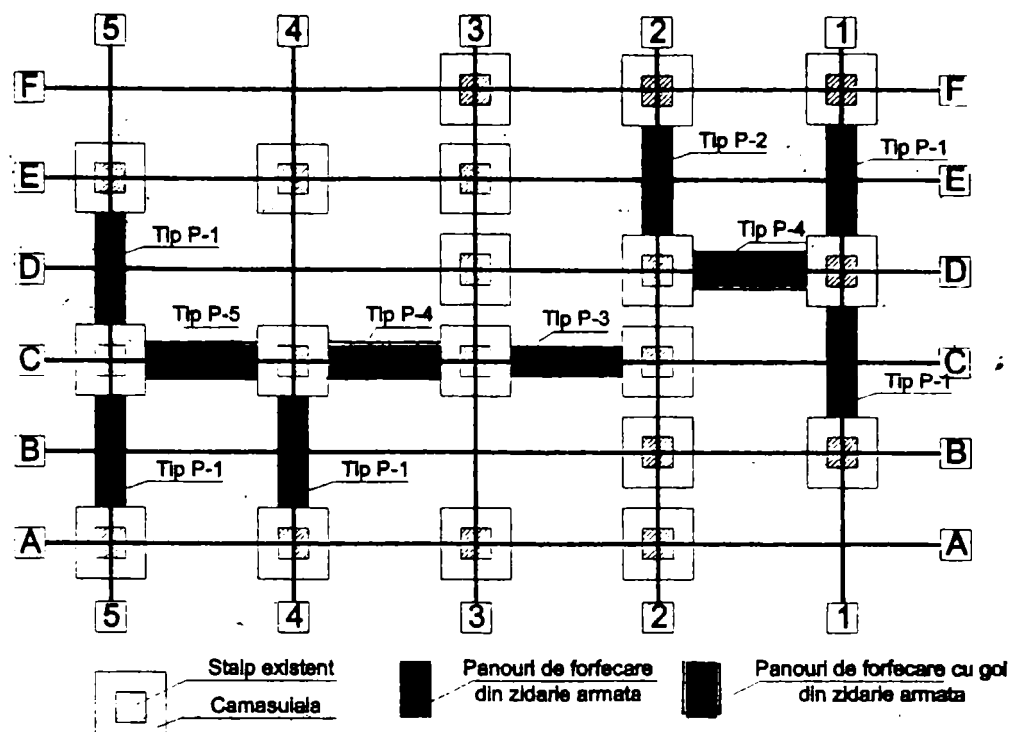 5 4 3 2 1
F F
Tip P-2 Tip P-1
E E
Tip P-1 Tip P-4
D D
Tip P-5 Tip P-4 Tip P-3
C C
Tip P-1
B B
Tip P-1 Tip P-1
A A
5 4 3 2 1
Stalp existent
Camasuiala
Panouri de forfecare
din zidarie armata
Panouri de forfecare cu gol
din zidarie armata